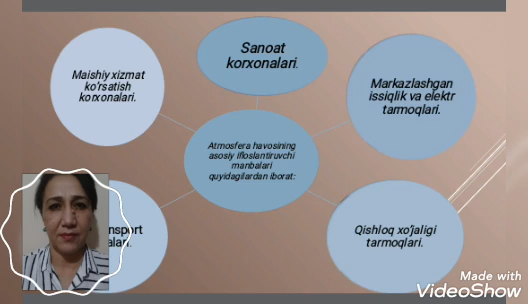 Sanoat
korxonalari.
Maishiy xizmat
ko'rsatish
korxonalari.
Markazlashgan
issiqlik va elektr
tarmoqlari.
Atmosfera havosining
asosiy ifloslantiruvchi
manbalari
quyidagilardan iborat:
Qishloq xo'jaligi
tarmoqlari.
Made with
VideoShow